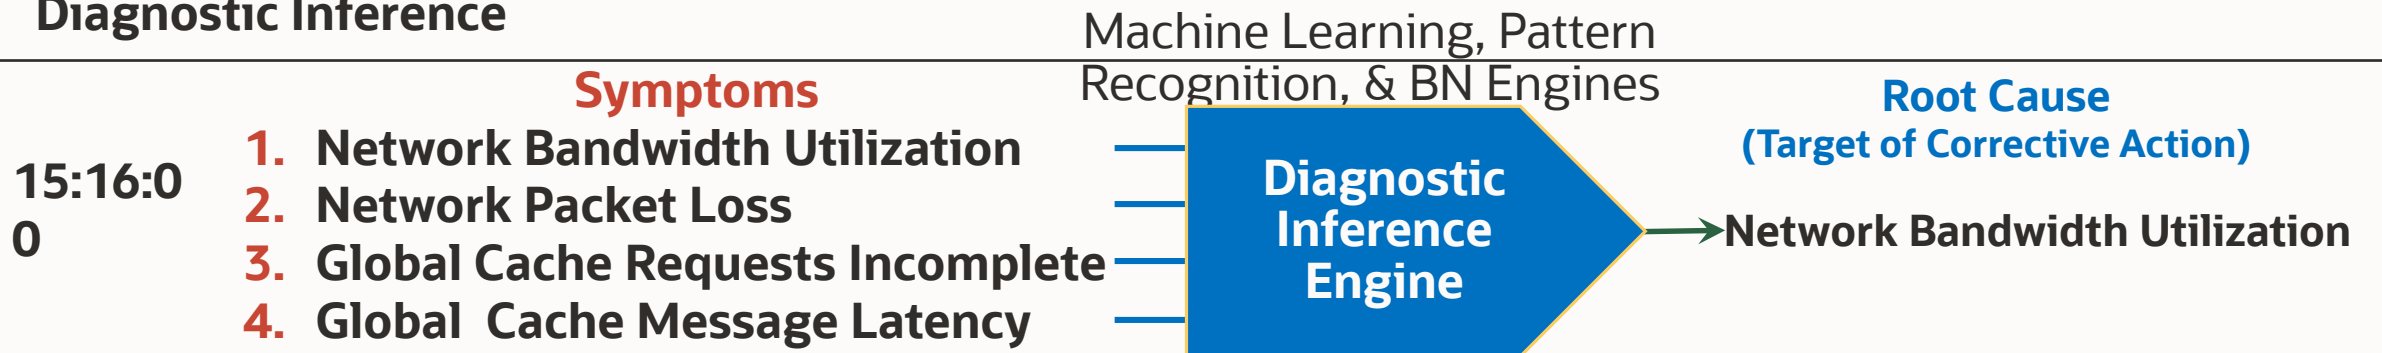 Diagnostic Inference
Machine Learning, Pattern
Recognition, & BN Engines
Symptoms
Root Cause
(Target of Corrective Action)
15:16:0
0
1. Network Bandwidth Utilization
2. Network Packet Loss
3. Global Cache Requests Incomplete
4. Global Cache Message Latency
Diagnostic
Inference
Engine
Network Bandwidth Utilization